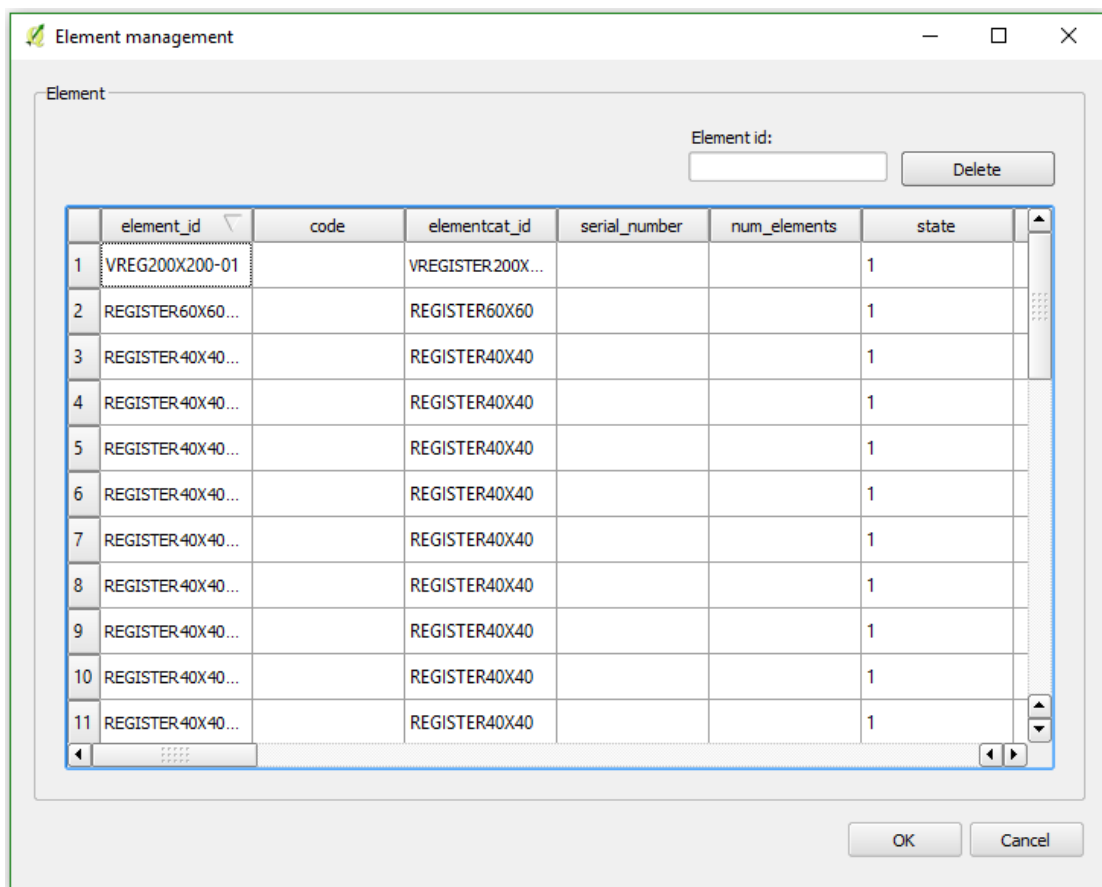 Element management
Element
Element id:
Delete
element_id code elementcat_id serial_number num_elements state
1 VREG200X200-01 VREGISTER200X... 1
2 REGISTER60X60... REGISTER60X60 1
3 REGISTER40X40... REGISTER40X40 1
4 REGISTER40X40... REGISTER40X40 1
5 REGISTER40X40... REGISTER40X40 1
6 REGISTER40X40... REGISTER40X40 1
7 REGISTER40X40... REGISTER40X40 1
8 REGISTER40X40... REGISTER40X40 1
9 REGISTER40X40... REGISTER40X40 1
10 REGISTER40X40... REGISTER40X40 1
11 REGISTER40X40... REGISTER40X40 1
OK Cancel